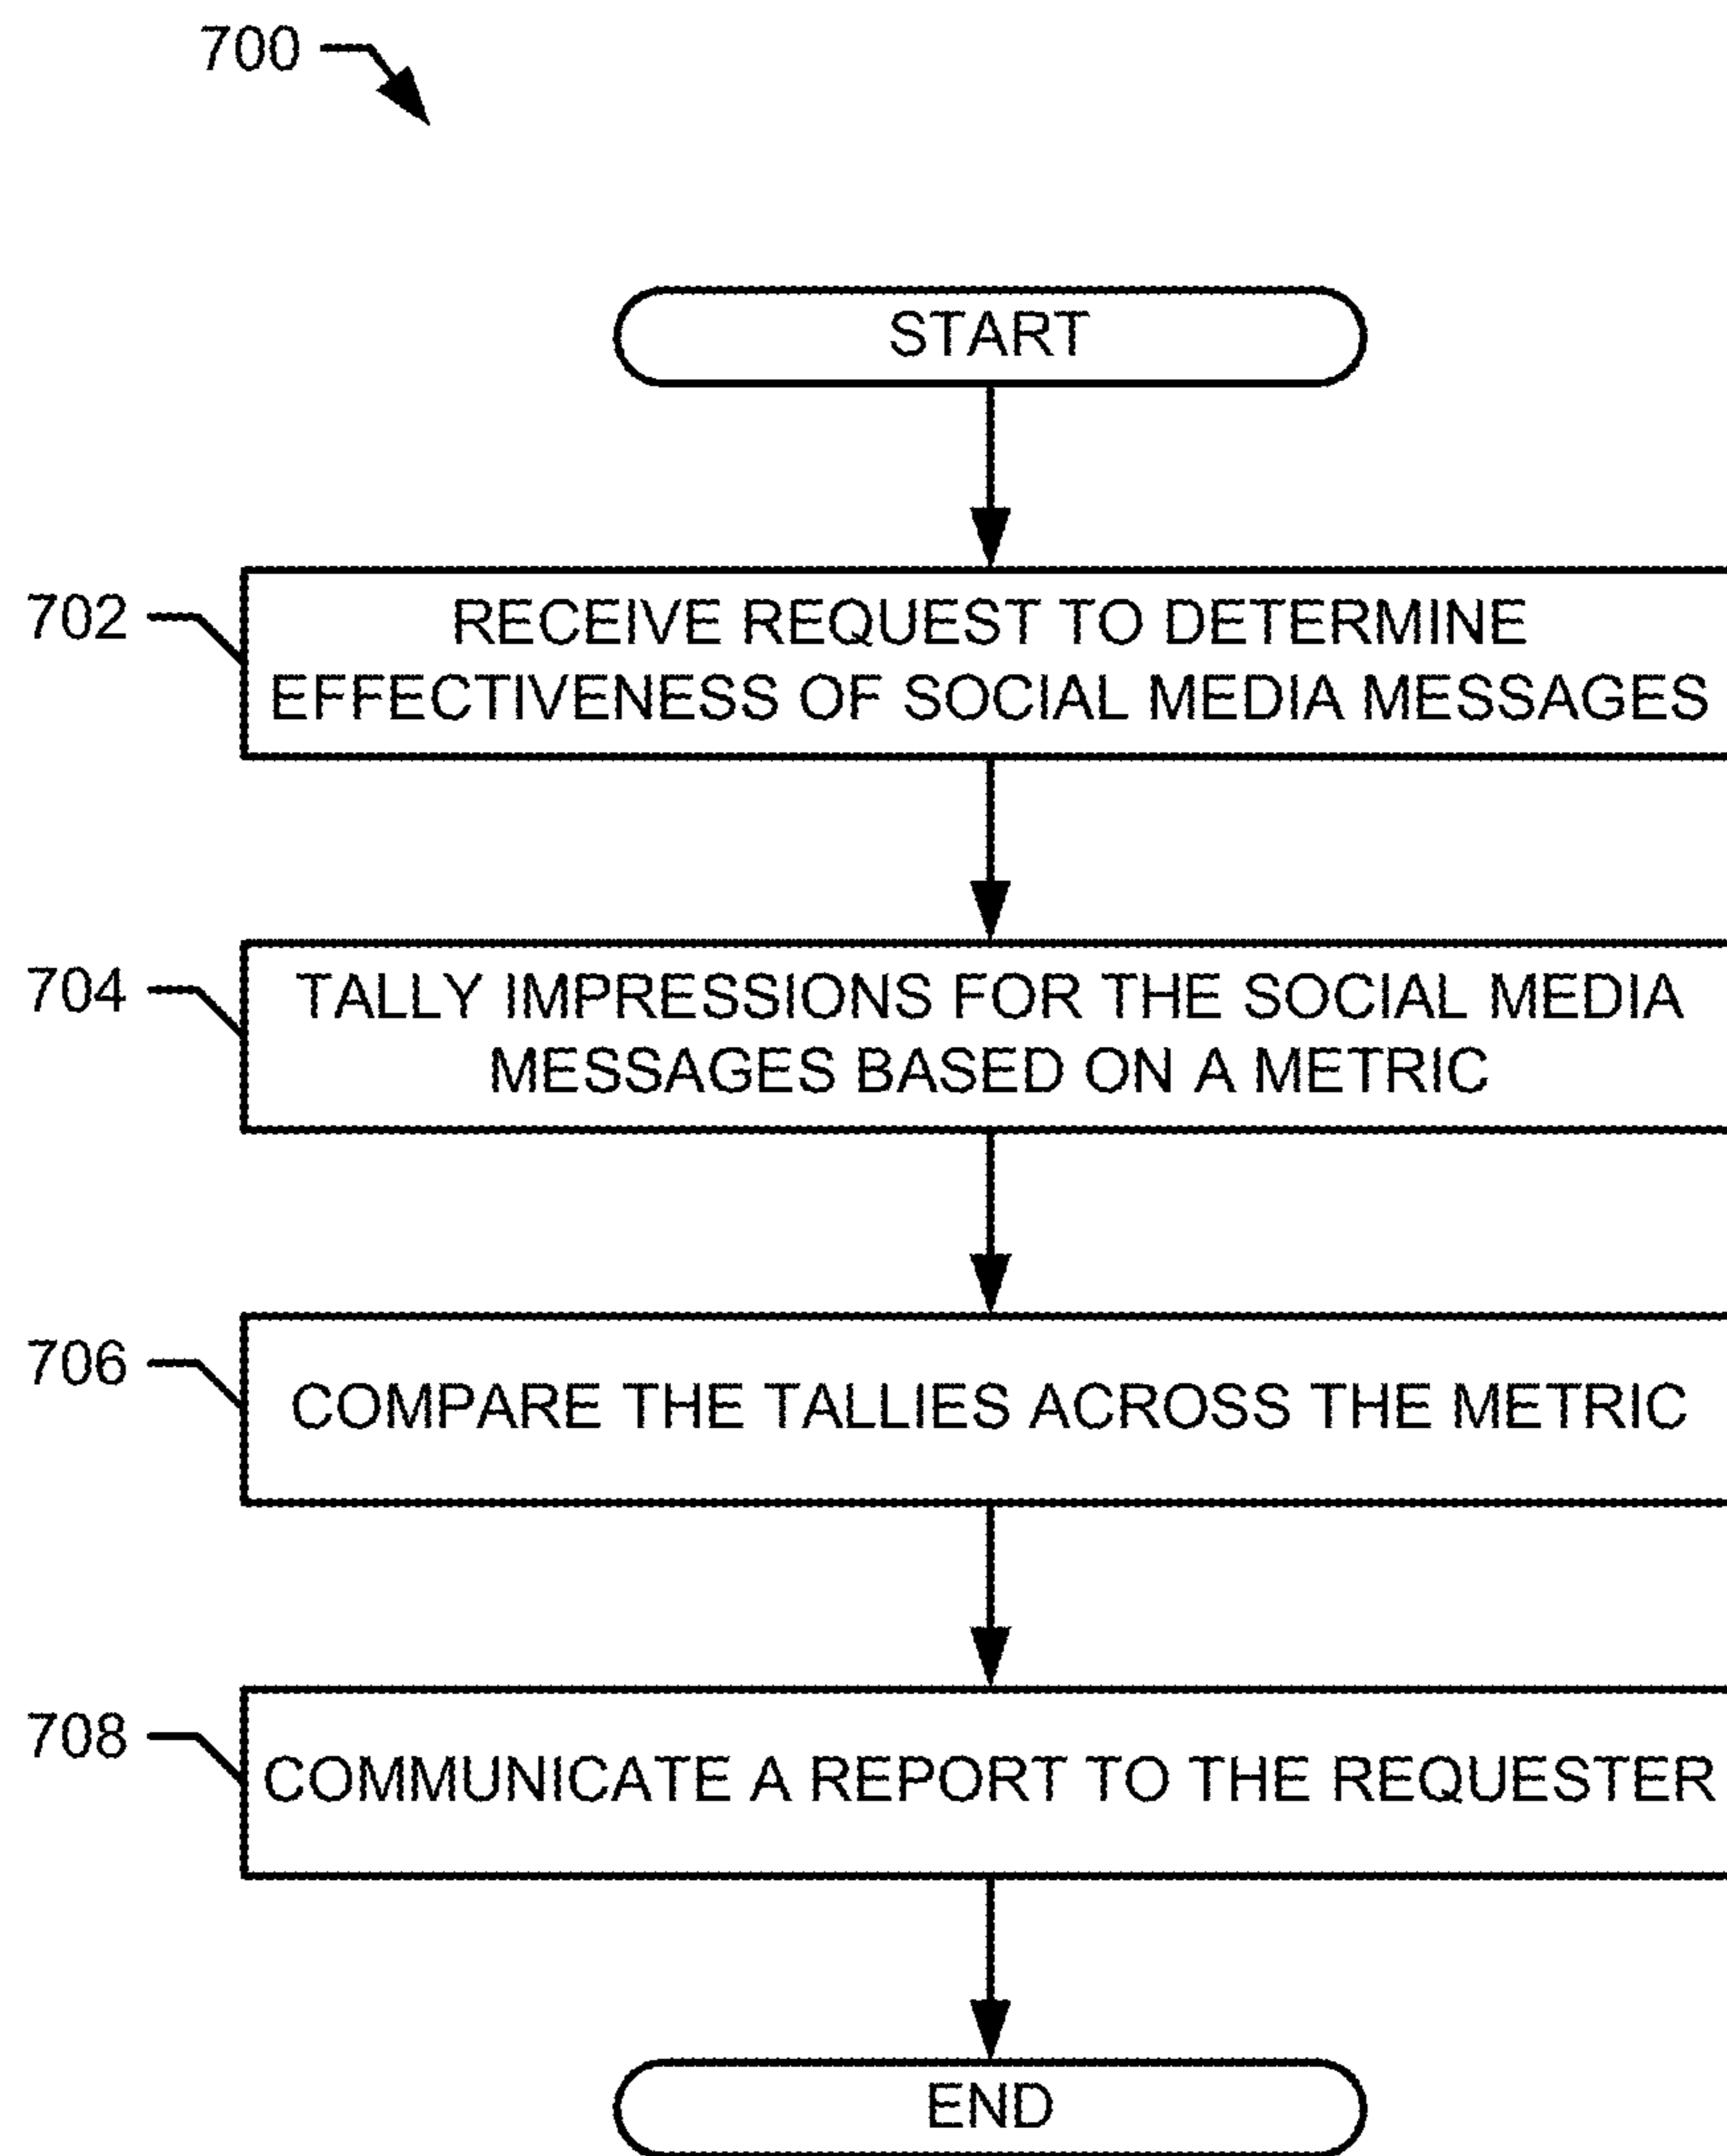 700
START
702
RECEIVE REQUEST TO DETERMINE
EFFECTIVENESS OF SOCIAL MEDIA MESSAGES
704
TALLY IMPRESSIONS FOR THE SOCIAL MEDIA
MESSAGES BASED ON A METRIC
706
COMPARE THE TALLIES ACROSS THE METRIC
708
COMMUNICATE A REPORT TO THE REQUESTER
END